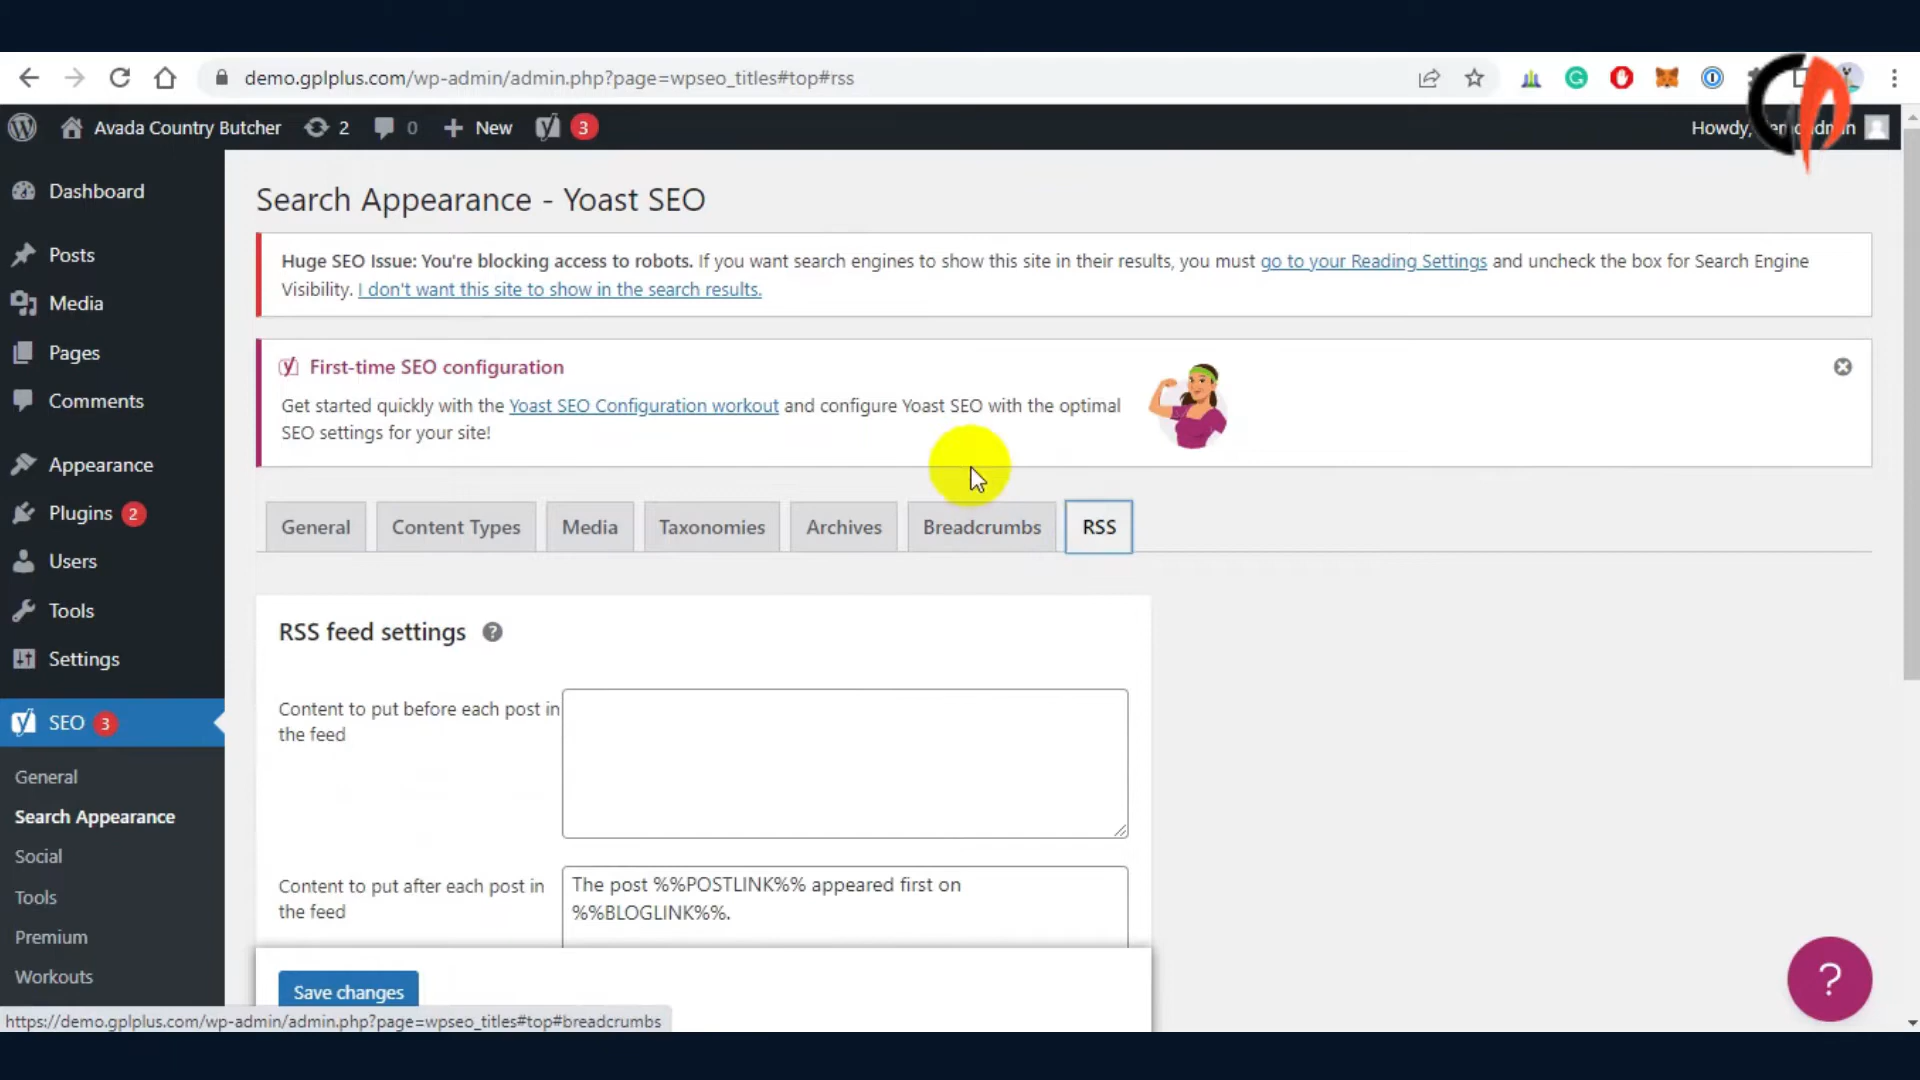 demo.gplplus.com/wp-admin/admin.php?page=wpseo_titles#top#rss
Avada Country Butcher 2 0 New 3
Howdy,
Dashboard
Posts
Media
Pages
Comments
Appearance
Plugins 2
Users
Tools
Settings
SEO 3
General
Search Appearance
Social
Tools
Premium
Workouts
Search Appearance - Yoast SEO
Huge SEO Issue: You're blocking access to robots. If you want search engines to show this site in their results, you must go to your Reading Settings and uncheck the box for Search Engine
Visibility. I don't want this site to show in the search results.
First-time SEO configuration
Get started quickly with the Yoast SEO Configuration workout and configure Yoast SEO with the optimal
SEO settings for your site!
General Content Types Media Taxonomies Archives Breadcrumbs RSS
RSS feed settings ?
Content to put before each post in
the feed
Content to put after each post in
the feed
The post %%POSTLINK%% appeared first on
%%BLOGLINK%%.
Save changes
?
https://demo.gplplus.com/wp-admin/admin.php?page=wpseo_titles#top#breadcrumbs